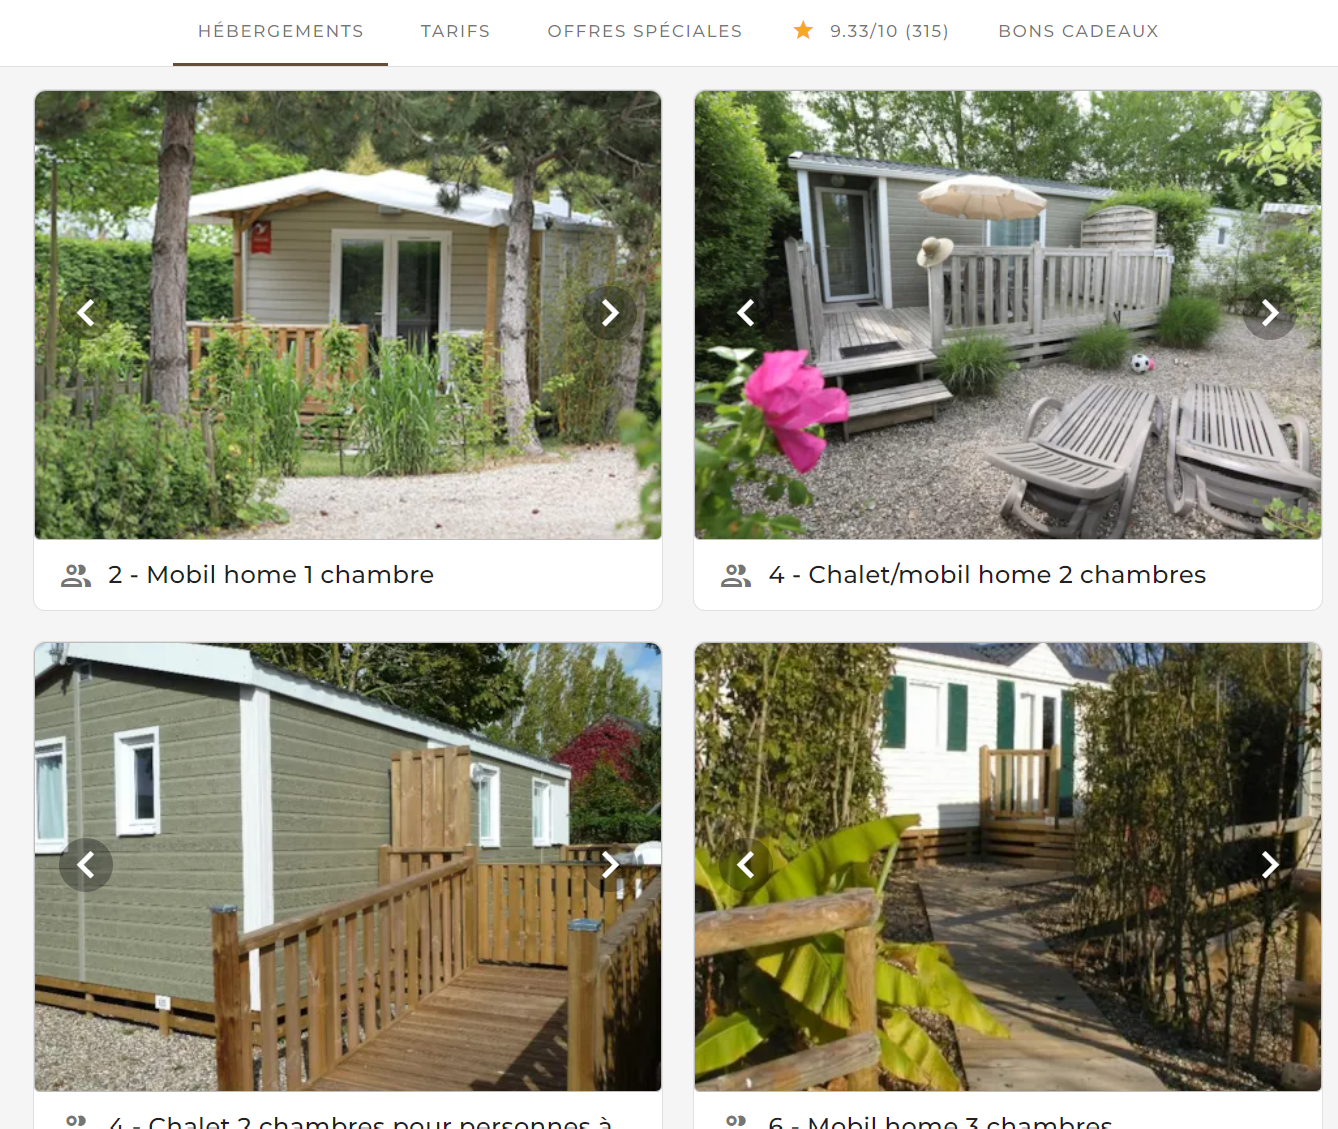 HÉBERGEMENTS TARIFS OFFRES SPÉCIALES 9.33/10 (315) BONS CADEAUX
2 - Mobil home 1 chambre
4 - Chalet/mobil home 2 chambres
4 - Chalet 2 chambres pour personnes à
6 - Mobil home 3 chambres